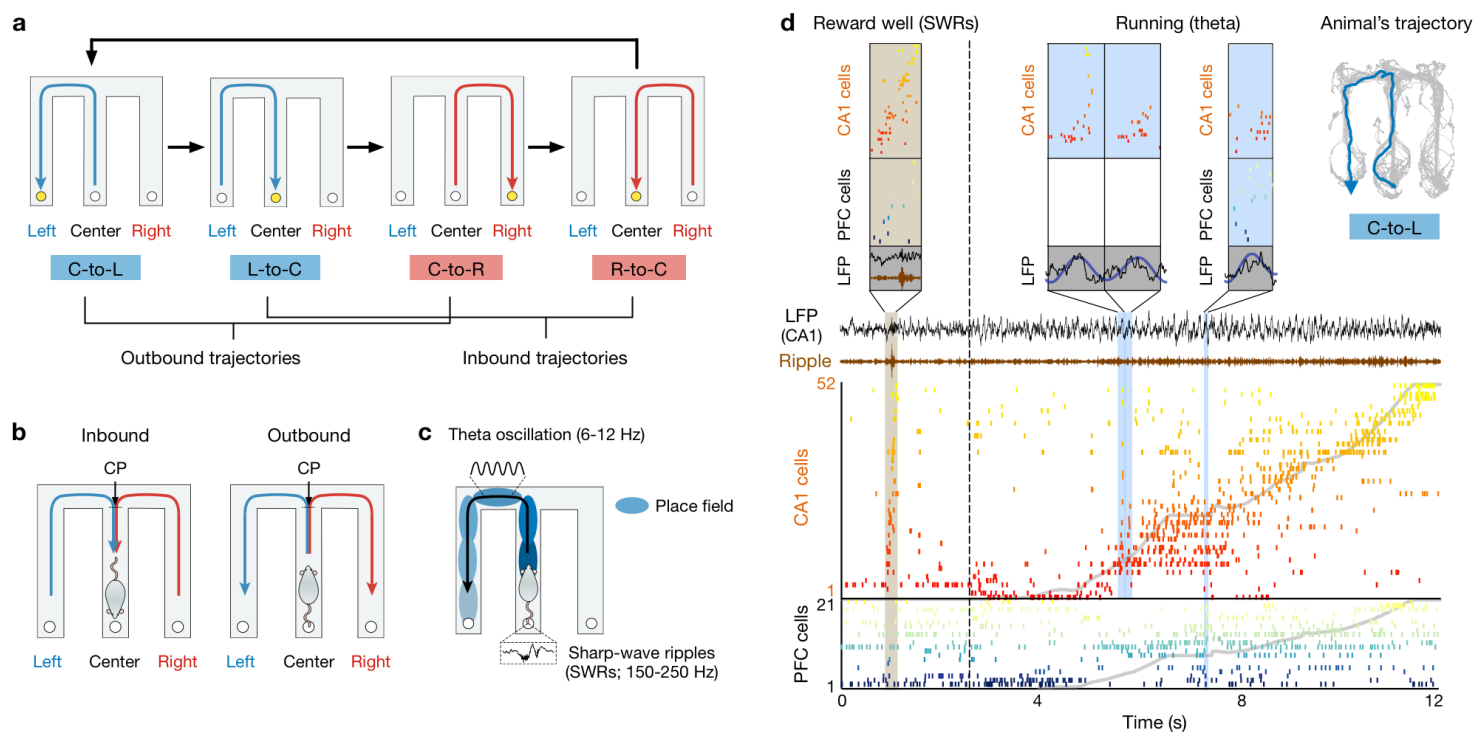 a
Left Center Right
C-to-L
Left Center Right
L-to-C
Left Center Right
C-to-R
Left Center Right
R-to-C
Outbound trajectories
Inbound trajectories
b
Inbound
CP
Outbound
CP
Left Center Right
Left Center Right
c
Theta oscillation (6-12 Hz)
Place field
Sharp-wave ripples
(SWRs; 150-250 Hz)
d
Reward well (SWRs)
Running (theta)
Animal's trajectory
CA1 cells
PFC cells
LFP
CA1 cells
PFC cells
LFP
CA1 cells
PFC cells
LFP
C-to-L
LFP
(CA1)
Ripple
52
CA1 cells
1
21
PFC cells
1
0 4 8 12
Time (s)